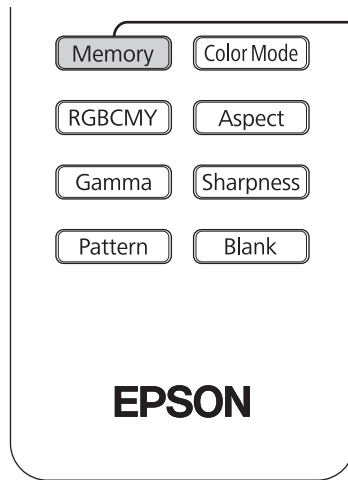 Memory Color Mode
RGBCMY Aspect
Gamma Sharpness
Pattern Blank
EPSON